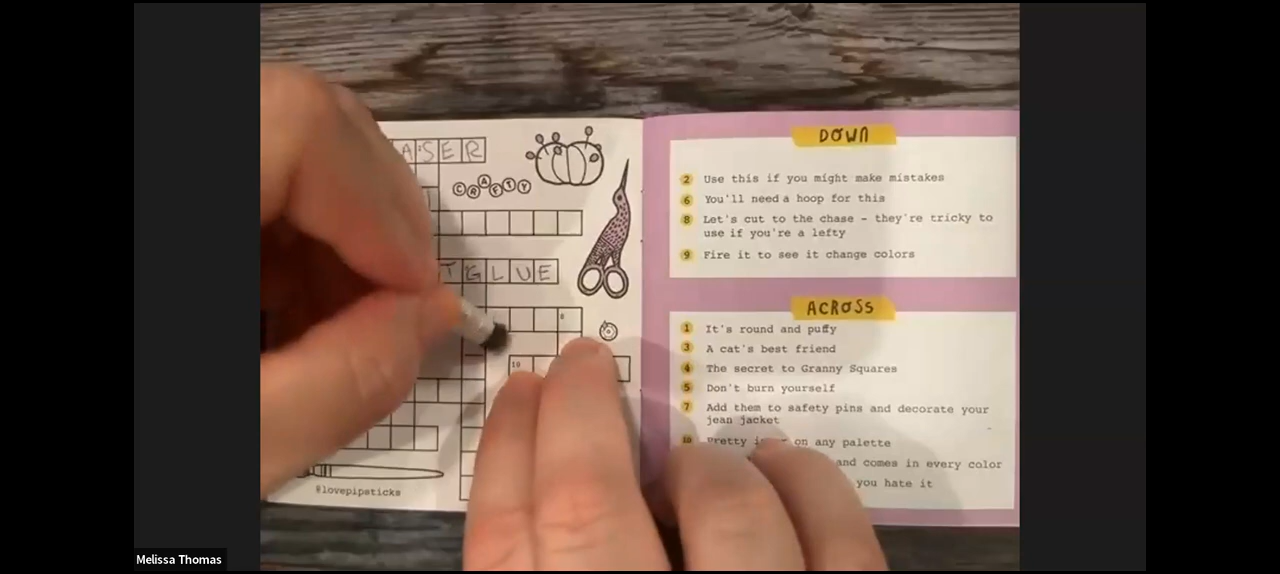 ASER
CRAFTY
TGLUE
8
10
@lovepipsticks
DOWN
2 Use this if you might make mistakes
6 You'll need a hoop for this
8 Let's cut to the chase - they're tricky to
use if you're a lefty
9 Fire it to see it change colors
ACROSS
1 It's round and puffy
3 A cat's best friend
4 The secret to Granny Squares
5 Don't burn yourself
7 Add them to safety pins and decorate your
jean jacket
10 Pretty on any palette
and comes in every color
you hate it
Melissa Thomas